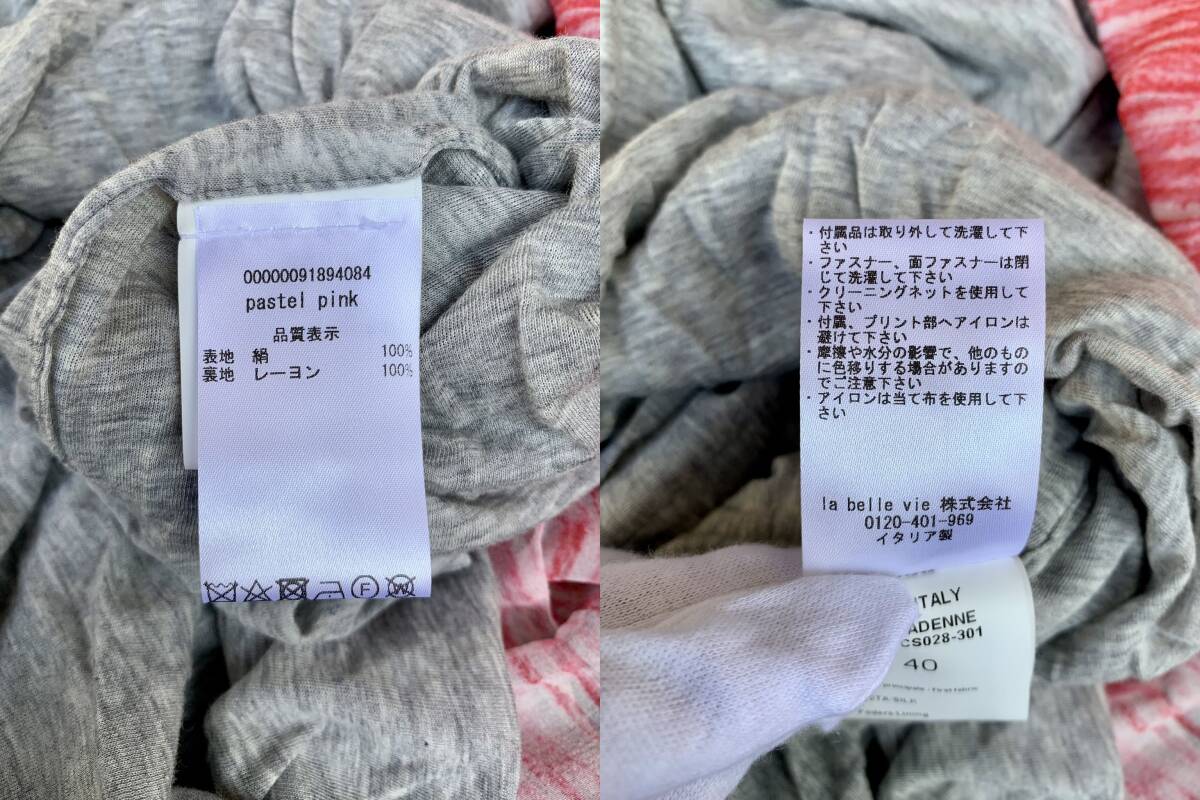 00000091894084
pastel pink
品質表示
表地 絹 100%
裏地 レーヨン 100%
F
W
・付属品は取り外して洗濯して下
さい
・ファスナー、面ファスナーは閉
じて洗濯して下さい
・クリーニングネットを使用して
下さい
・付属、プリント部へアイロンは
避けて下さい
・摩擦や水分の影響で、他のもの
に色移りする場合がありますの
でご注意下さい
・アイロンは当て布を使用して下
さい
la belle vie 株式会社
0120-401-969
イタリア製
ITALY
ADENNE
CS028-301
40
principale - First fabric
Fodera/Lining